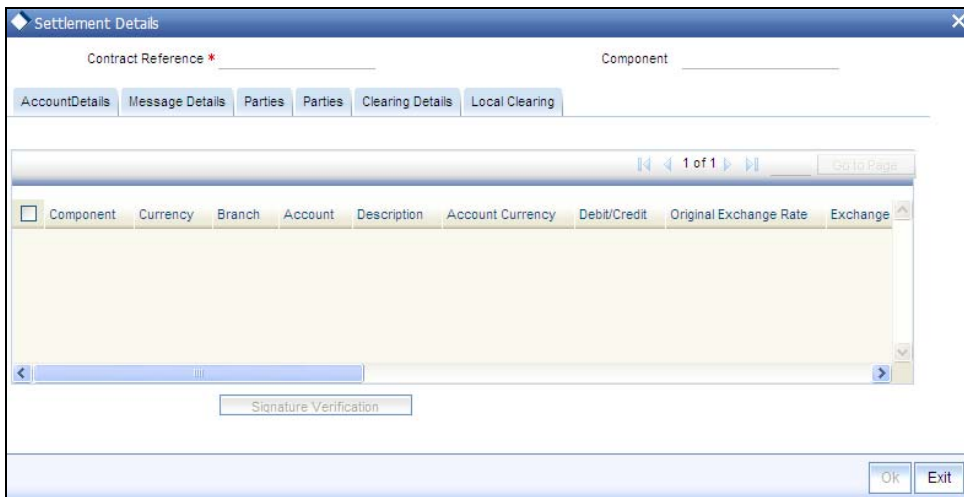 Settlement Details
Contract Reference * Component
AccountDetails Message Details Parties Parties Clearing Details Local Clearing
1 of 1 Go to Page
Component Currency Branch Account Description Account Currency Debit/Credit Original Exchange Rate Exchange
Signature Verification
Ok Exit